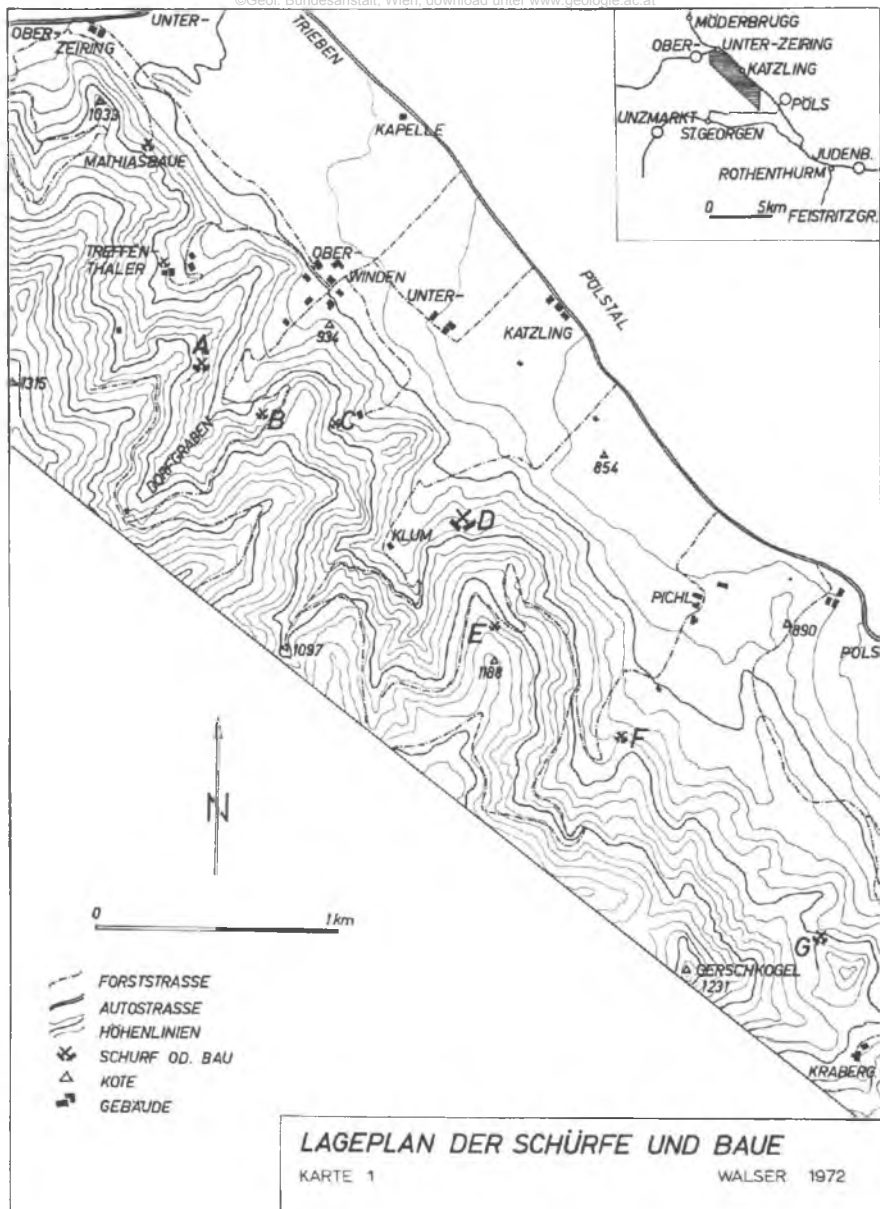 ©Geol. Bundesanstalt, Wien; download unter www.geologie.ac.at
OBER-
UNTER-
ZEIRING
TRIEBEN
1033
MATHIASBAUE
KAPELLE
MÖDERBRUGG
OBER-
UNTER-ZEIRING
KATZLING
PÖLS
UNZMARKT
ST.GEORGEN
JUDENB.
ROTHENTHURM
0 5km
FEISTRITZGR.
TREFFEN-
THALER
OBER-
WINDEN
UNTER-
934
KATZLING
PÖLSTAL
A
1315
B
C
DORFGRABEN
854
D
KLUM
PICHL
E
890
1097
1188
PÖLS
F
N
0 1km
G
GERSCHKOGEL
1231
KRABERG
FORSTSTRASSE
AUTOSTRASSE
HÖHENLINIEN
SCHURF OD. BAU
KOTE
GEBÄUDE
LAGEPLAN DER SCHÜRFE UND BAUE
KARTE 1 WALSER 1972